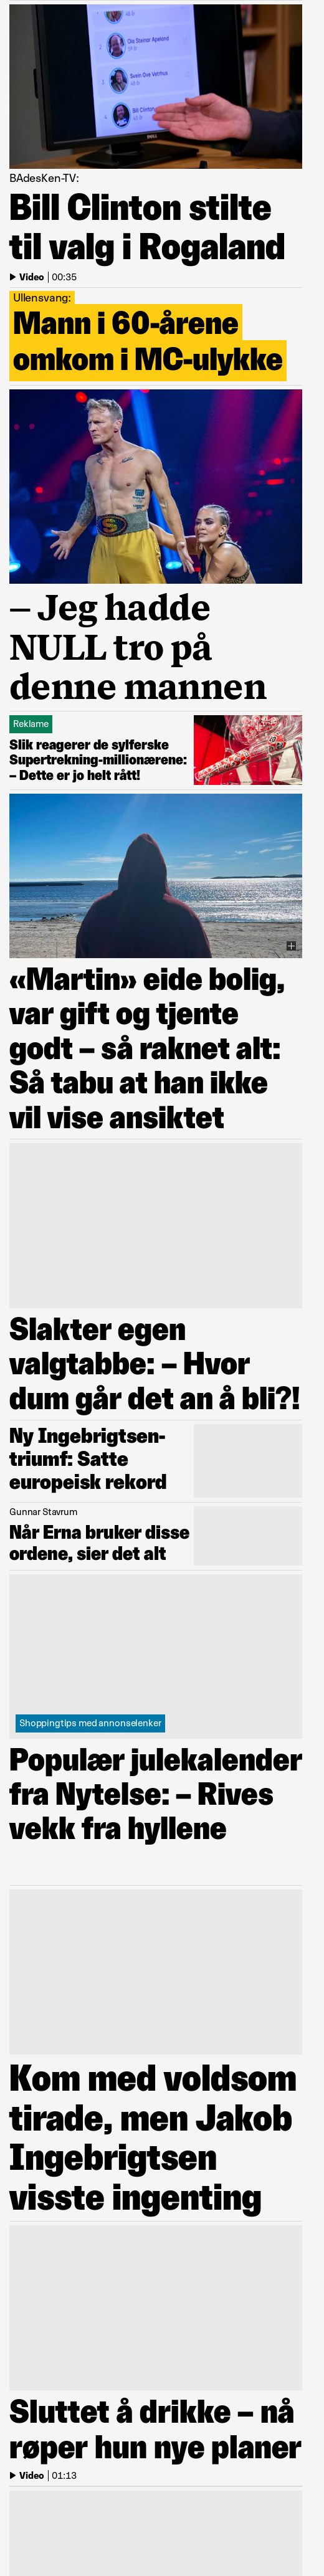 Ole Steinar Apeland
3
Svein Ove Vathus
4
Bill Clinton
DELL
BAdesKen-TV:
Bill Clinton stilte
til valg i Rogaland
Video | 00:35
Ullensvang:
Mann i 60-årene
omkom i MC-ulykke
S
– Jeg hadde
NULL tro på
denne mannen
Reklame
Slik reagerer de sylferske
Supertrekning-millionærene:
– Dette er jo helt rått!
«Martin» eide bolig,
var gift og tjente
godt – så raknet alt:
Så tabu at han ikke
vil vise ansiktet
Slakter egen
valgtabbe: – Hvor
dum går det an å bli?!
Ny Ingebrigtsen-
triumf: Satte
europeisk rekord
Gunnar Stavrum
Når Erna bruker disse
ordene, sier det alt
Shoppingtips med annonselenker
Populær julekalender
fra Nytelse: – Rives
vekk fra hyllene
Kom med voldsom
tirade, men Jakob
Ingebrigtsen
visste ingenting
Sluttet å drikke – nå
røper hun nye planer
Video | 01:13